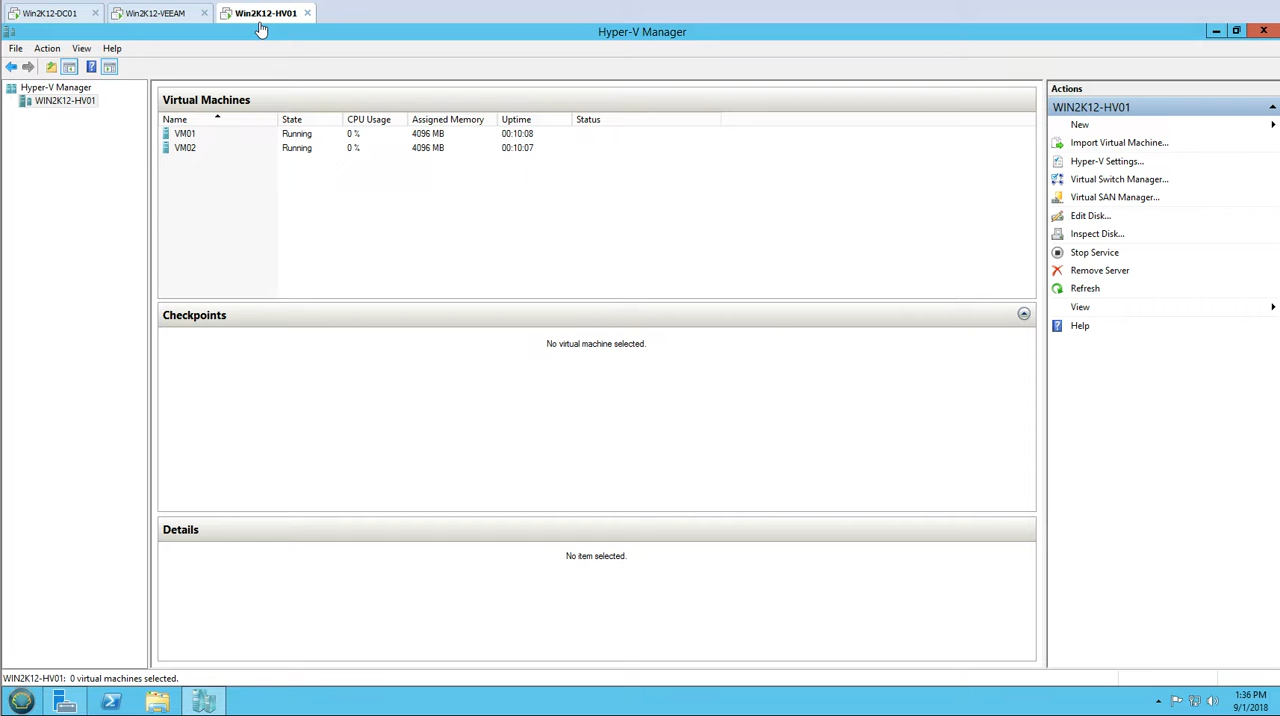 Win2K12-DC01 Win2K12-VEEAM Win2K12-HV01
Hyper-V Manager
File Action View Help
Hyper-V Manager
WIN2K12-HV01
Virtual Machines
Name State CPU Usage Assigned Memory Uptime Status
VM01 Running 0 % 4096 MB 00:10:08
VM02 Running 0 % 4096 MB 00:10:07
Checkpoints
No virtual machine selected.
Details
No item selected.
Actions
WIN2K12-HV01
New
Import Virtual Machine...
Hyper-V Settings...
Virtual Switch Manager...
Virtual SAN Manager...
Edit Disk...
Inspect Disk...
Stop Service
Remove Server
Refresh
View
Help
WIN2K12-HV01: 0 virtual machines selected.
1:36 PM
9/1/2018